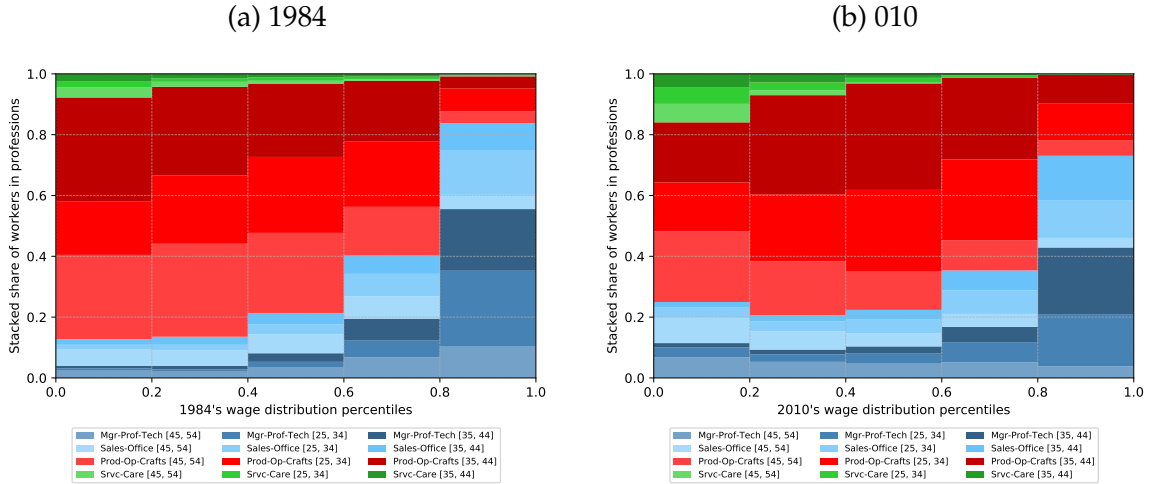 (a) 1984
(b) 010
1.0
0.8
0.6
0.4
0.2
0.0
Stacked share of workers in professions
0.0 0.2 0.4 0.6 0.8 1.0
1984's wage distribution percentiles
Mgr-Prof-Tech [45, 54] Mgr-Prof-Tech [25, 34] Mgr-Prof-Tech [35, 44]
Sales-Office [45, 54] Sales-Office [25, 34] Sales-Office [35, 44]
Prod-Op-Crafts [45, 54] Prod-Op-Crafts [25, 34] Prod-Op-Crafts [35, 44]
Srvc-Care [45, 54] Srvc-Care [25, 34] Srvc-Care [35, 44]
1.0
0.8
0.6
0.4
0.2
0.0
Stacked share of workers in professions
0.0 0.2 0.4 0.6 0.8 1.0
2010's wage distribution percentiles
Mgr-Prof-Tech [45, 54] Mgr-Prof-Tech [25, 34] Mgr-Prof-Tech [35, 44]
Sales-Office [45, 54] Sales-Office [25, 34] Sales-Office [35, 44]
Prod-Op-Crafts [45, 54] Prod-Op-Crafts [25, 34] Prod-Op-Crafts [35, 44]
Srvc-Care [45, 54] Srvc-Care [25, 34] Srvc-Care [35, 44]